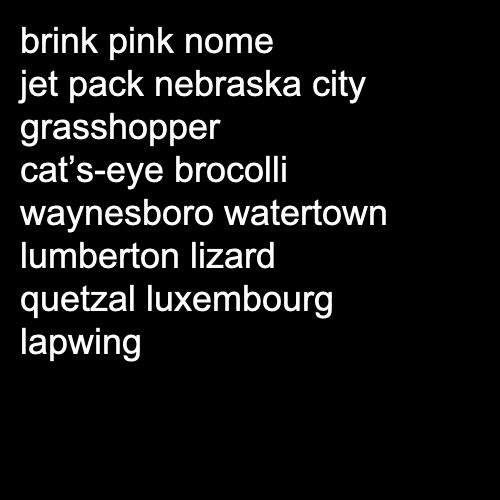 brink pink nome
jet pack nebraska city
grasshopper
cat’s-eye brocolli
waynesboro watertown
lumberton lizard
quetzal luxembourg
lapwing